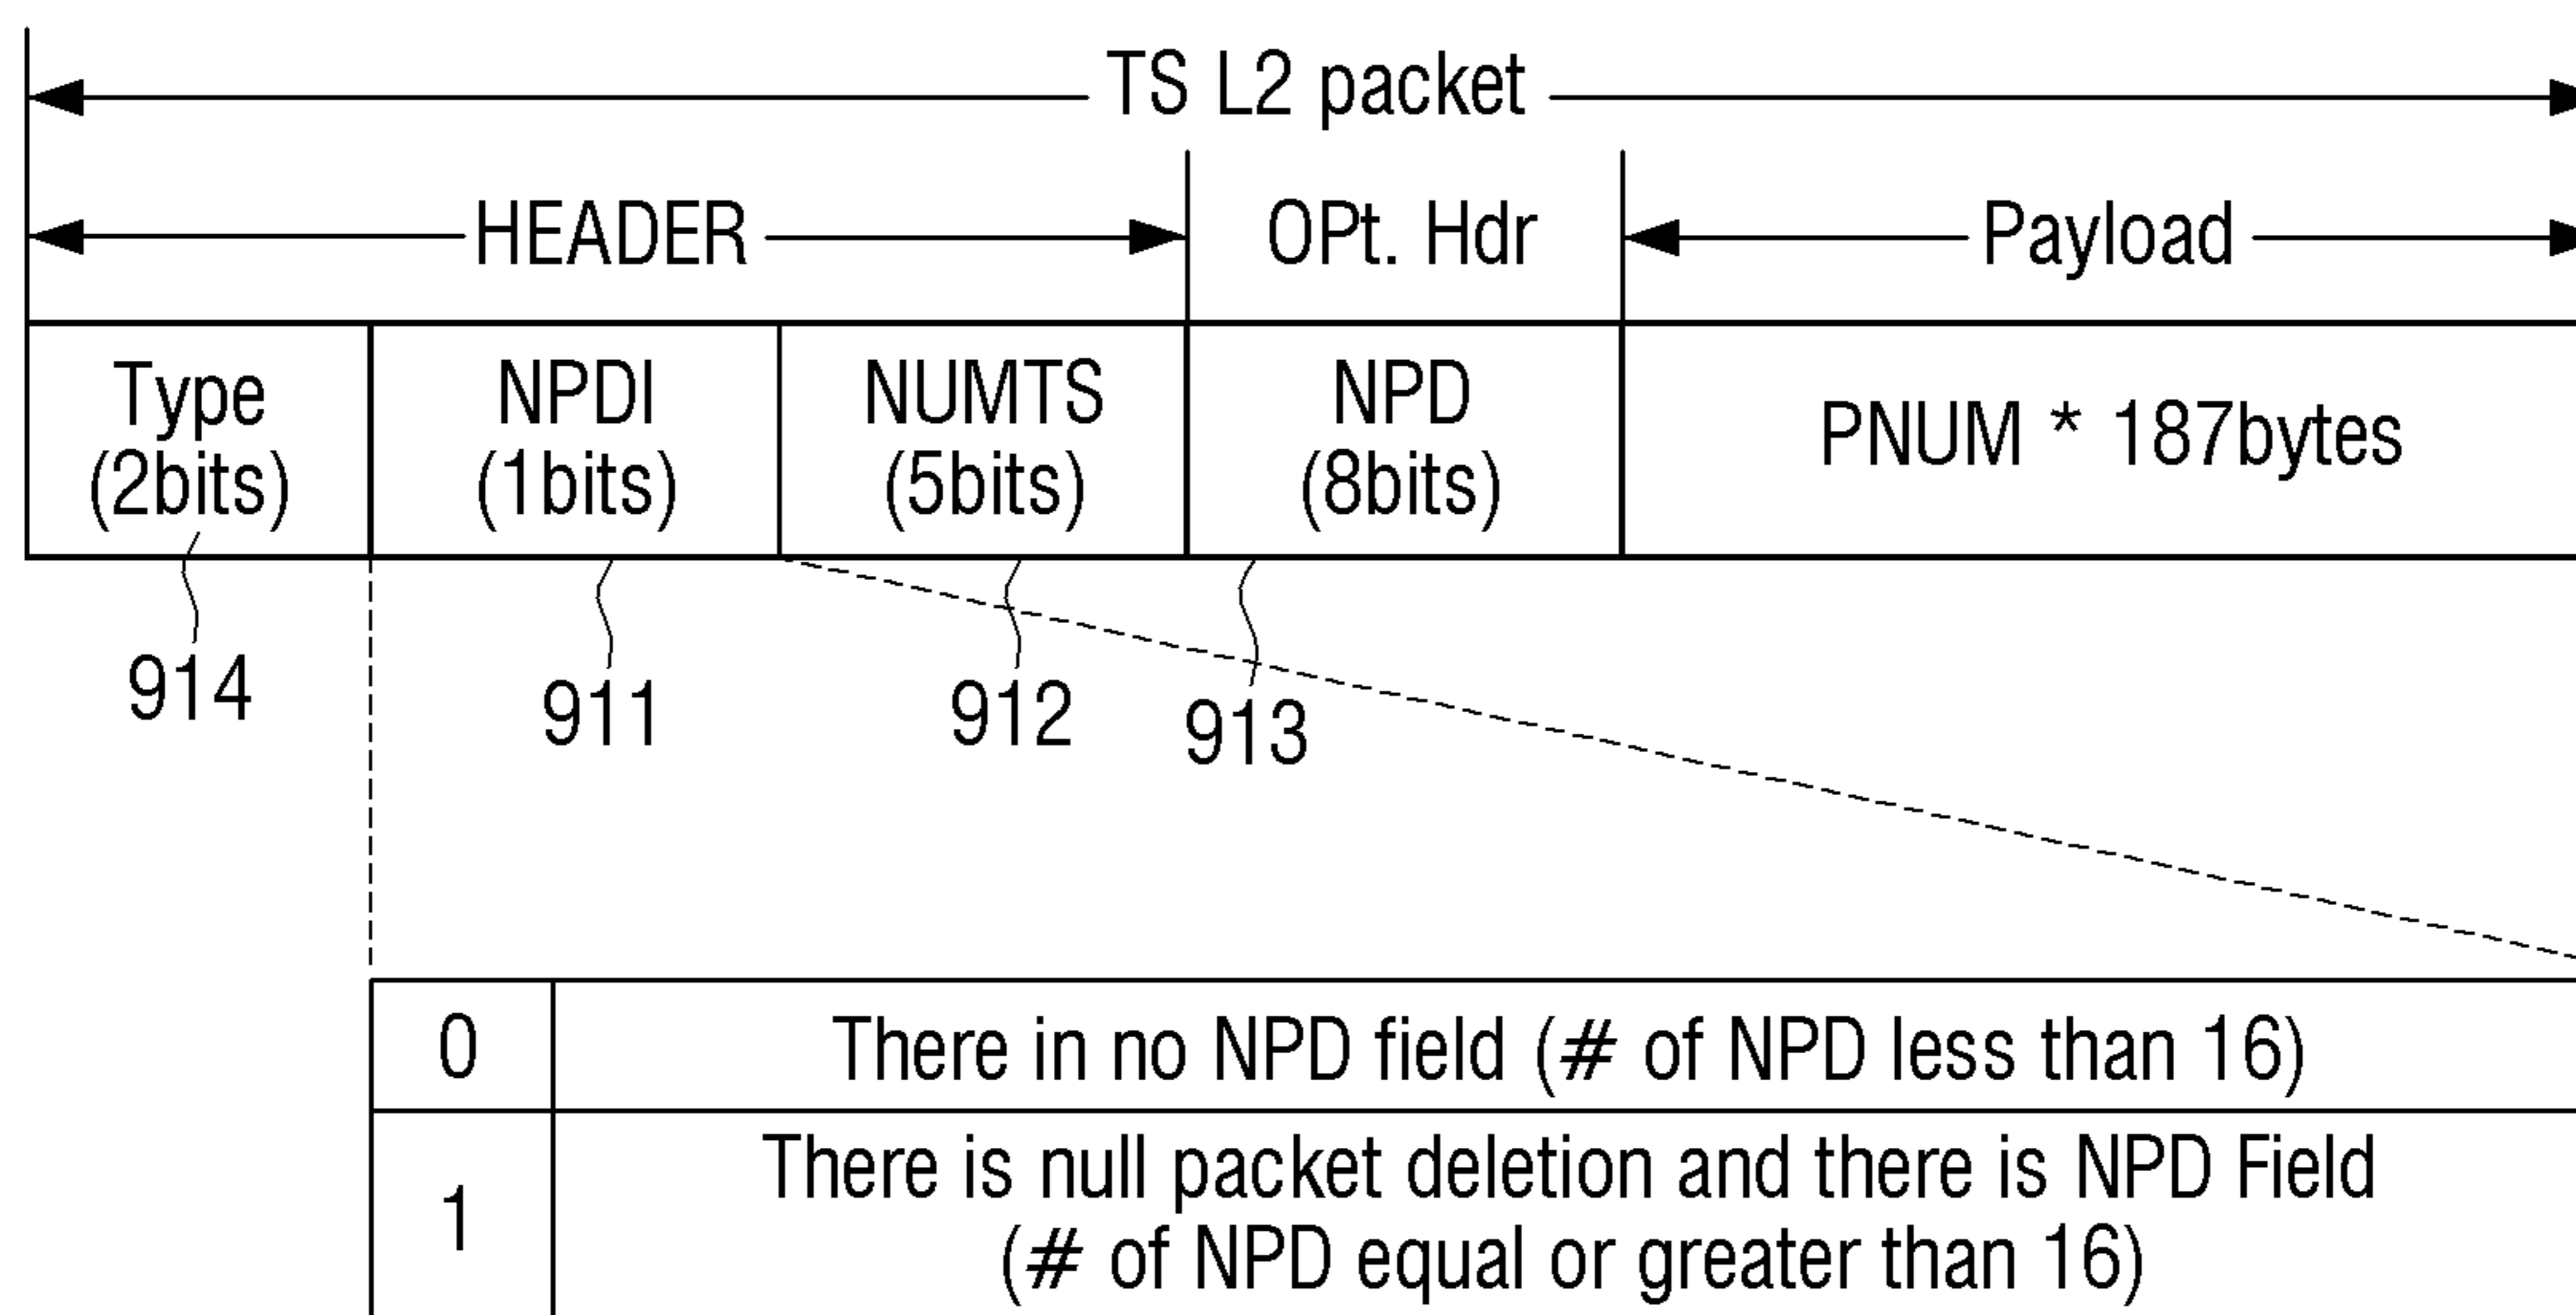 TS L2 packet
HEADER OPt. Hdr Payload
Type NPDI NUMTS NPD PNUM * 187bytes
(2bits) (1bits) (5bits) (8bits)
914 911 912 913
0 There in no NPD field (# of NPD less than 16)
1 There is null packet deletion and there is NPD Field
(# of NPD equal or greater than 16)